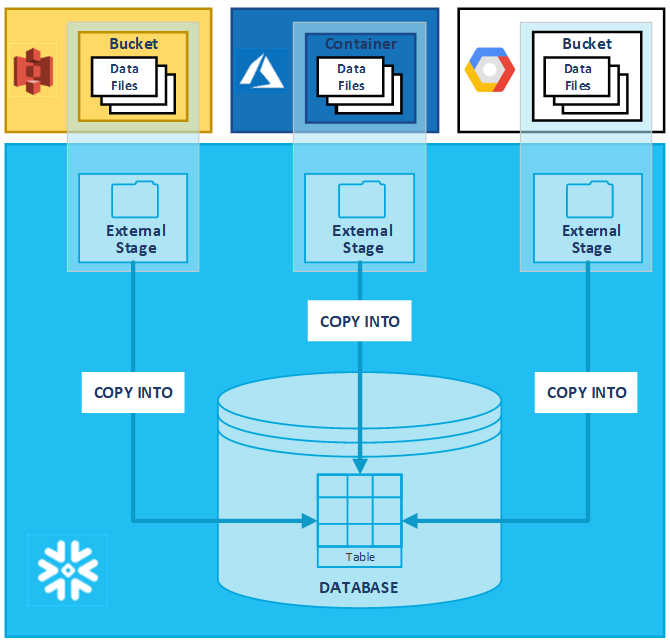 Bucket
Data
Files
Container
Data
Files
Bucket
Data
Files
External
Stage
External
Stage
External
Stage
COPY INTO
COPY INTO
COPY INTO
Table
DATABASE